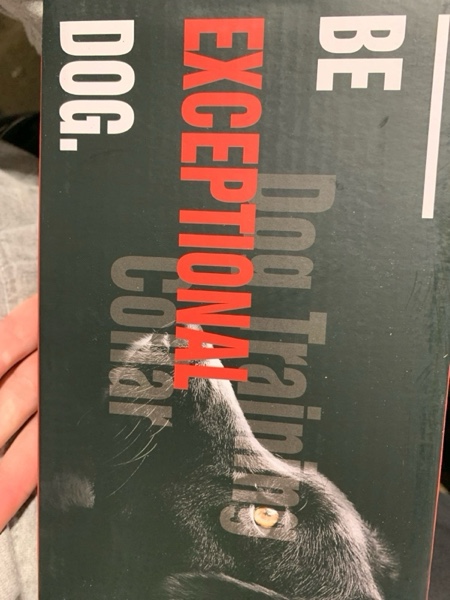 BE
Dog Training
EXCEPTIONAL
Collar
DOG.